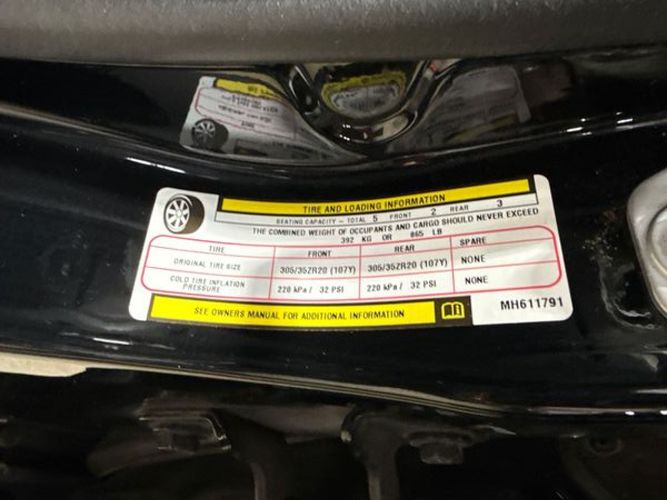 TIRE AND LOADING INFORMATION
SEATING CAPACITY – TOTAL 5 FRONT 2 REAR 3
THE COMBINED WEIGHT OF OCCUPANTS AND CARGO SHOULD NEVER EXCEED
392 KG OR 865 LB
TIRE FRONT REAR SPARE
ORIGINAL TIRE SIZE 305/35ZR20 (107Y) 305/35ZR20 (107Y) NONE
COLD TIRE INFLATION PRESSURE 220 kPa / 32 PSI 220 kPa / 32 PSI NONE
SEE OWNERS MANUAL FOR ADDITIONAL INFORMATION MH611791